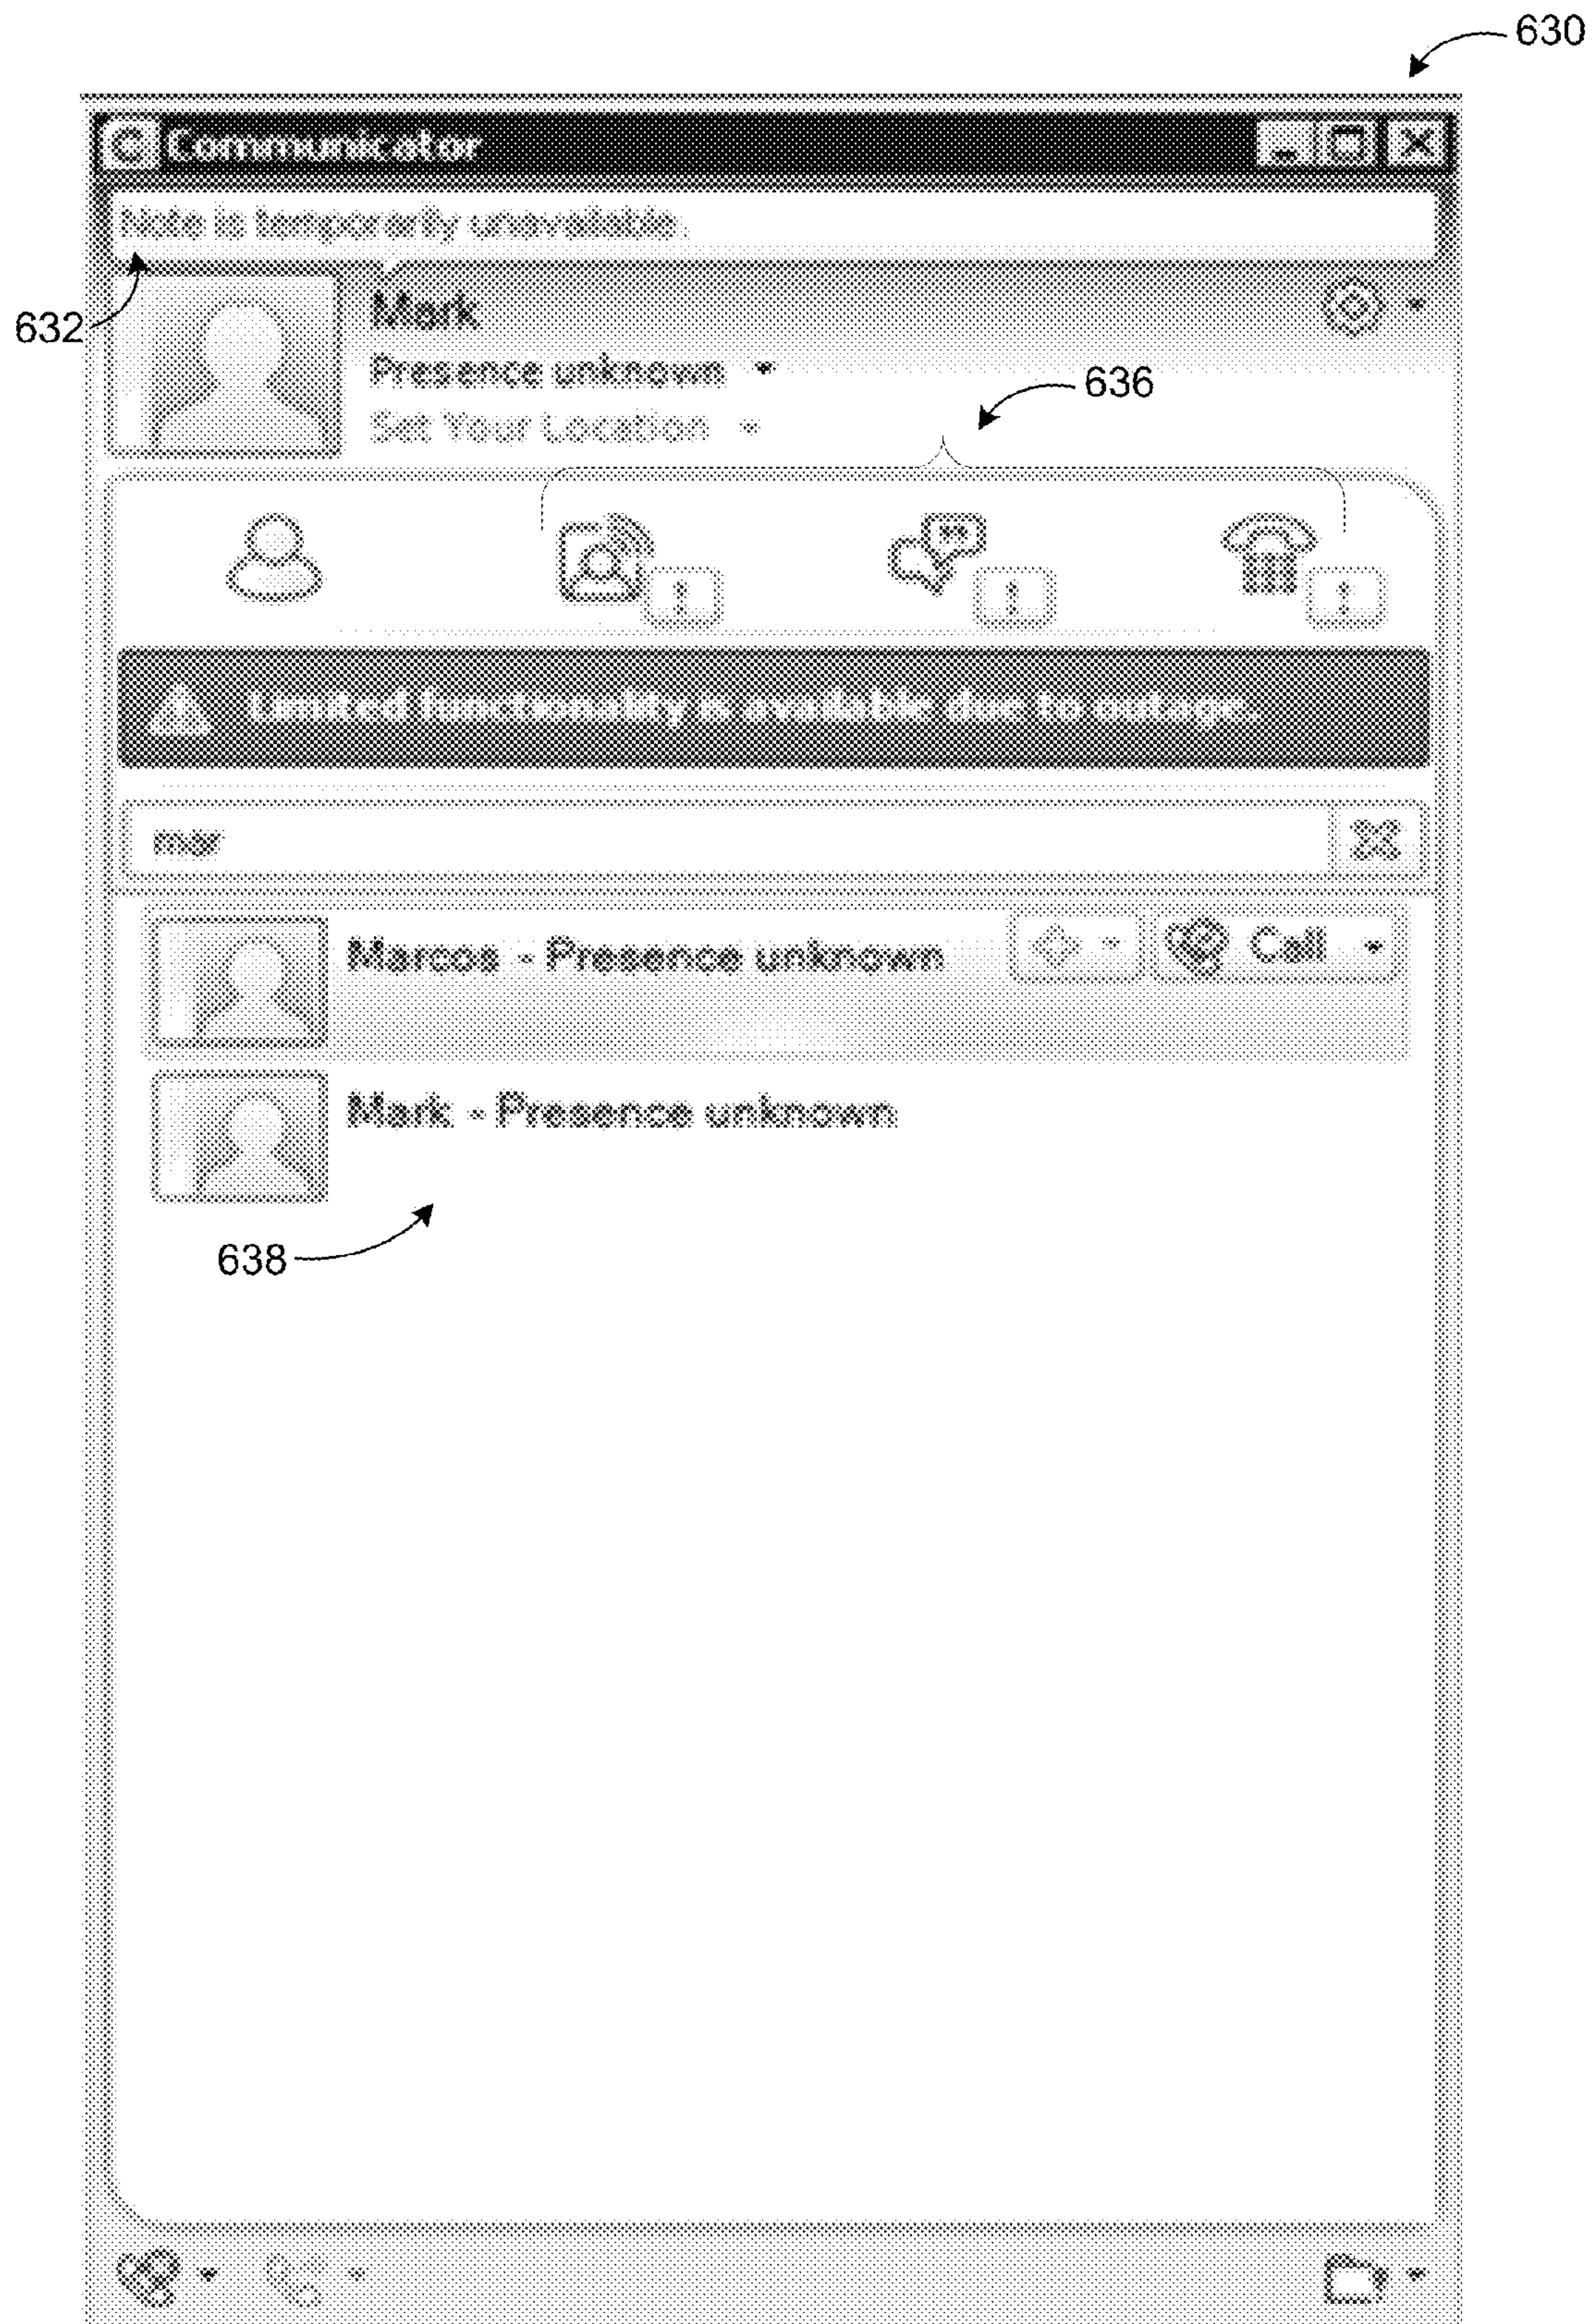 630
Communicator
Note is temporarily unavailable.
632
Mark
Presence unknown
636
Set Your Location
Limited functionality is available due to outage.
mar
Marcos - Presence unknown
Call
Mark - Presence unknown
638